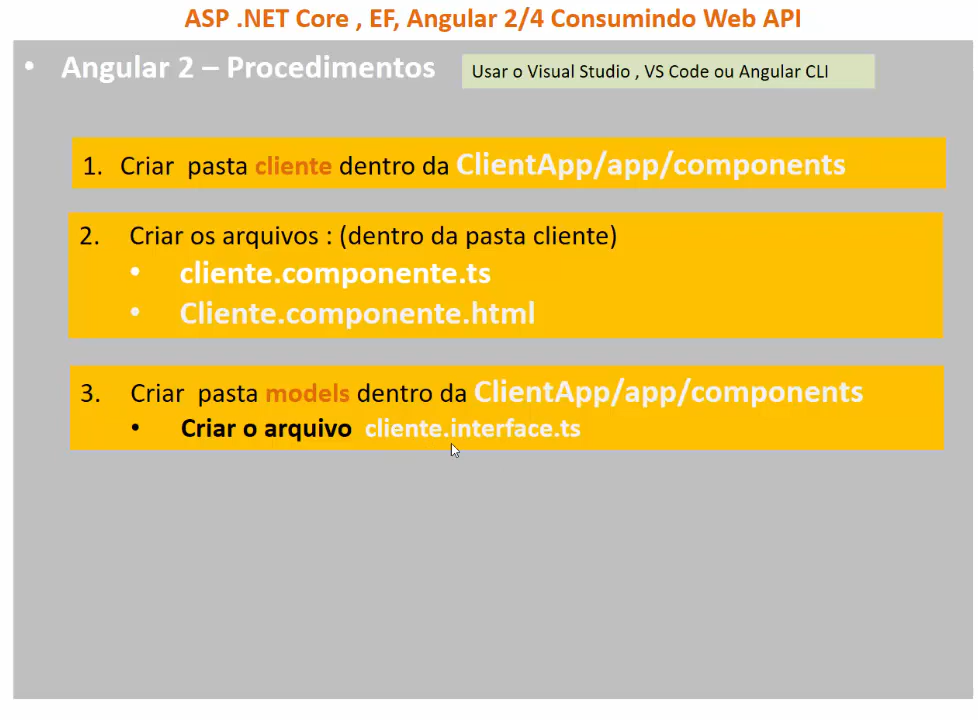 ASP .NET Core , EF, Angular 2/4 Consumindo Web API
• Angular 2 – Procedimentos
Usar o Visual Studio , VS Code ou Angular CLI
1. Criar pasta cliente dentro da ClientApp/app/components
2. Criar os arquivos : (dentro da pasta cliente)
• cliente.componente.ts
• Cliente.componente.html
3. Criar pasta models dentro da ClientApp/app/components
• Criar o arquivo cliente.interface.ts